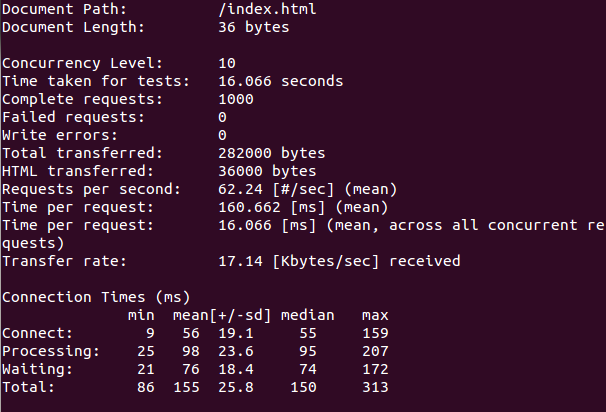 Document Path:          /index.html
Document Length:        36 bytes

Concurrency Level:      10
Time taken for tests:   16.066 seconds
Complete requests:      1000
Failed requests:        0
Write errors:           0
Total transferred:      282000 bytes
HTML transferred:       36000 bytes
Requests per second:    62.24 [#/sec] (mean)
Time per request:       160.662 [ms] (mean)
Time per request:       16.066 [ms] (mean, across all concurrent re
quests)
Transfer rate:          17.14 [Kbytes/sec] received

Connection Times (ms)
              min  mean[+/-sd] median   max
Connect:        9   56  19.1     55     159
Processing:    25   98  23.6     95     207
Waiting:       21   76  18.4     74     172
Total:         86  155  25.8    150     313